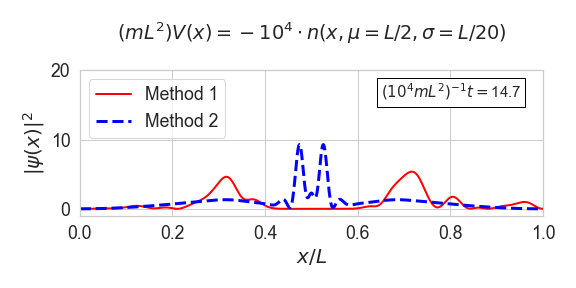 (mL²)V(x) = −10⁴ · n(x, μ = L/2, σ = L/20)
20
10
0
|ψ(x)|²
Method 1
Method 2
(10⁴mL²)⁻¹t = 14.7
0.0 0.2 0.4 0.6 0.8 1.0
x/L